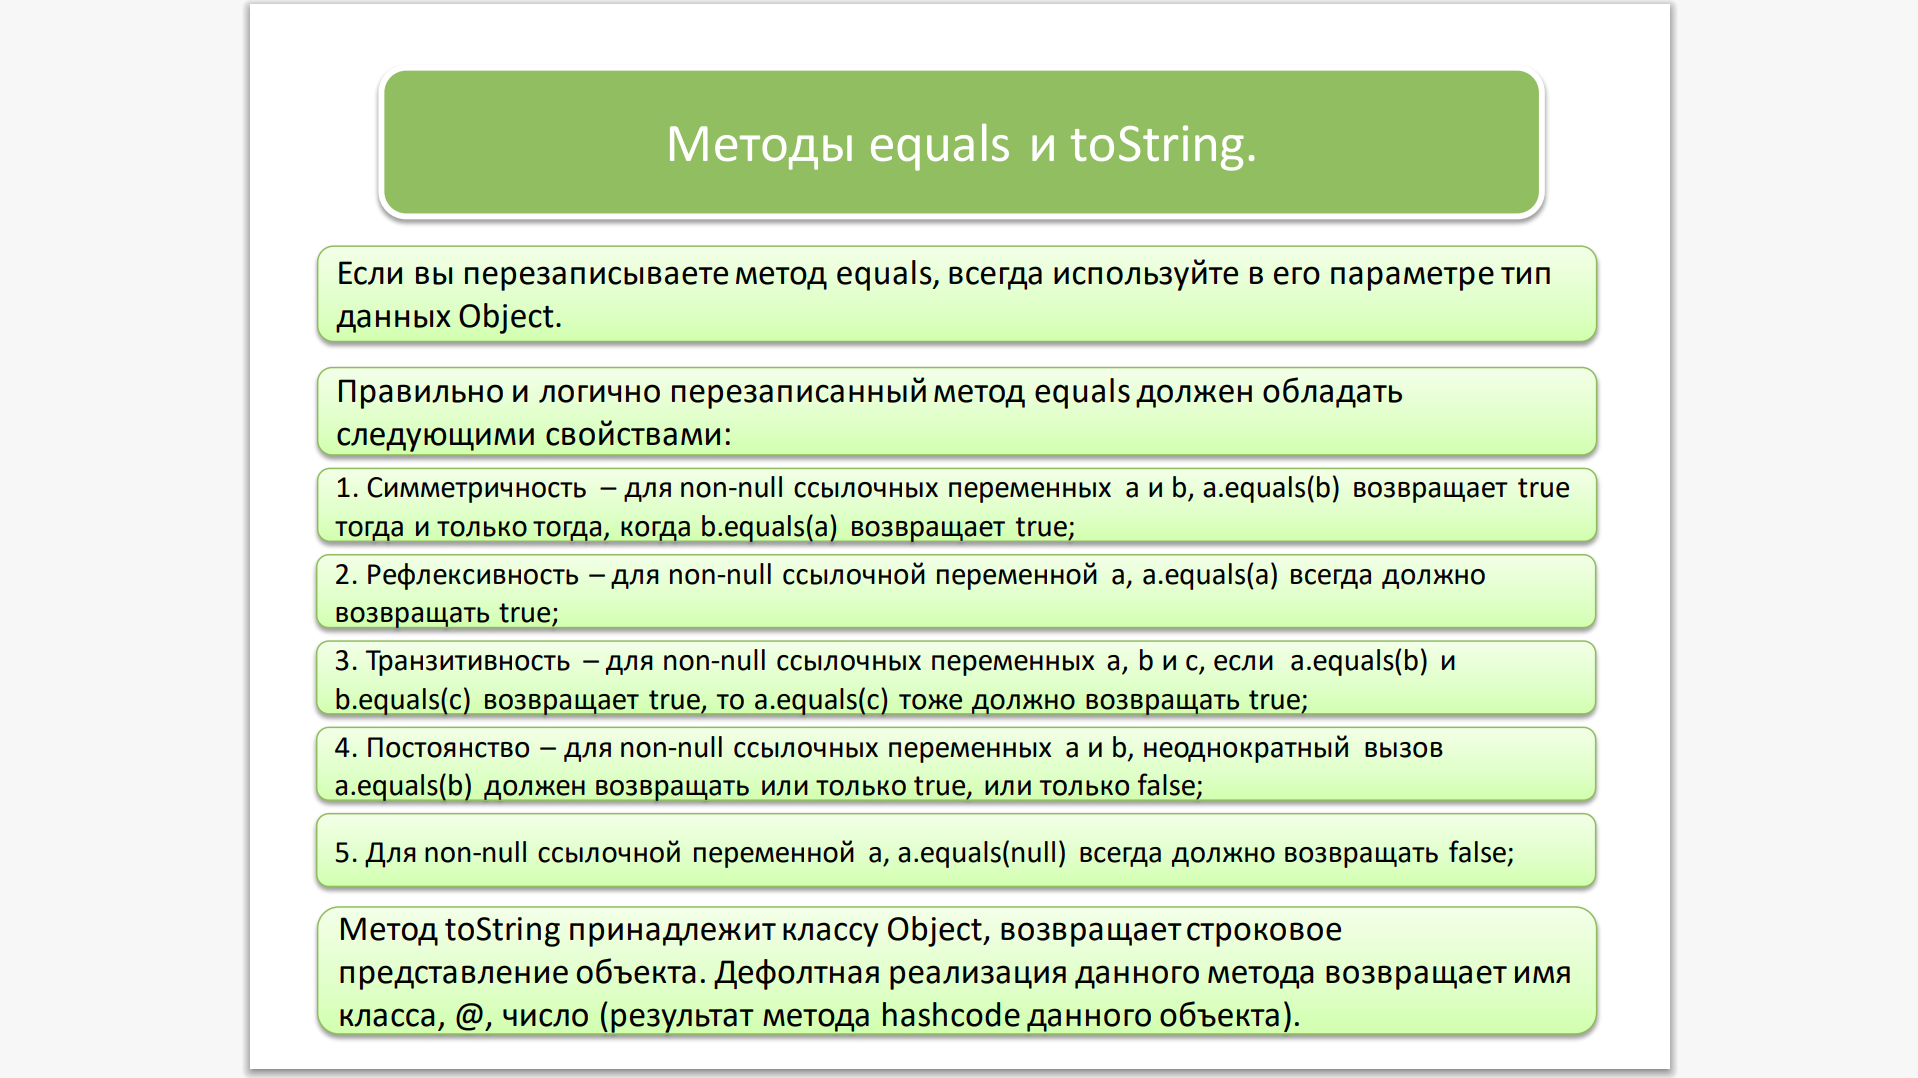 Методы equals и toString.
Если вы перезаписываете метод equals, всегда используйте в его параметре тип
данных Object.
Правильно и логично перезаписанный метод equals должен обладать
следующими свойствами:
1. Симметричность – для non-null ссылочных переменных a и b, a.equals(b) возвращает true
тогда и только тогда, когда b.equals(a) возвращает true;
2. Рефлексивность – для non-null ссылочной переменной a, a.equals(a) всегда должно
возвращать true;
3. Транзитивность – для non-null ссылочных переменных a, b и c, если a.equals(b) и
b.equals(c) возвращает true, то a.equals(c) тоже должно возвращать true;
4. Постоянство – для non-null ссылочных переменных a и b, неоднократный вызов
a.equals(b) должен возвращать или только true, или только false;
5. Для non-null ссылочной переменной a, a.equals(null) всегда должно возвращать false;
Метод toString принадлежит классу Object, возвращает строковое
представление объекта. Дефолтная реализация данного метода возвращает имя
класса, @, число (результат метода hashcode данного объекта).